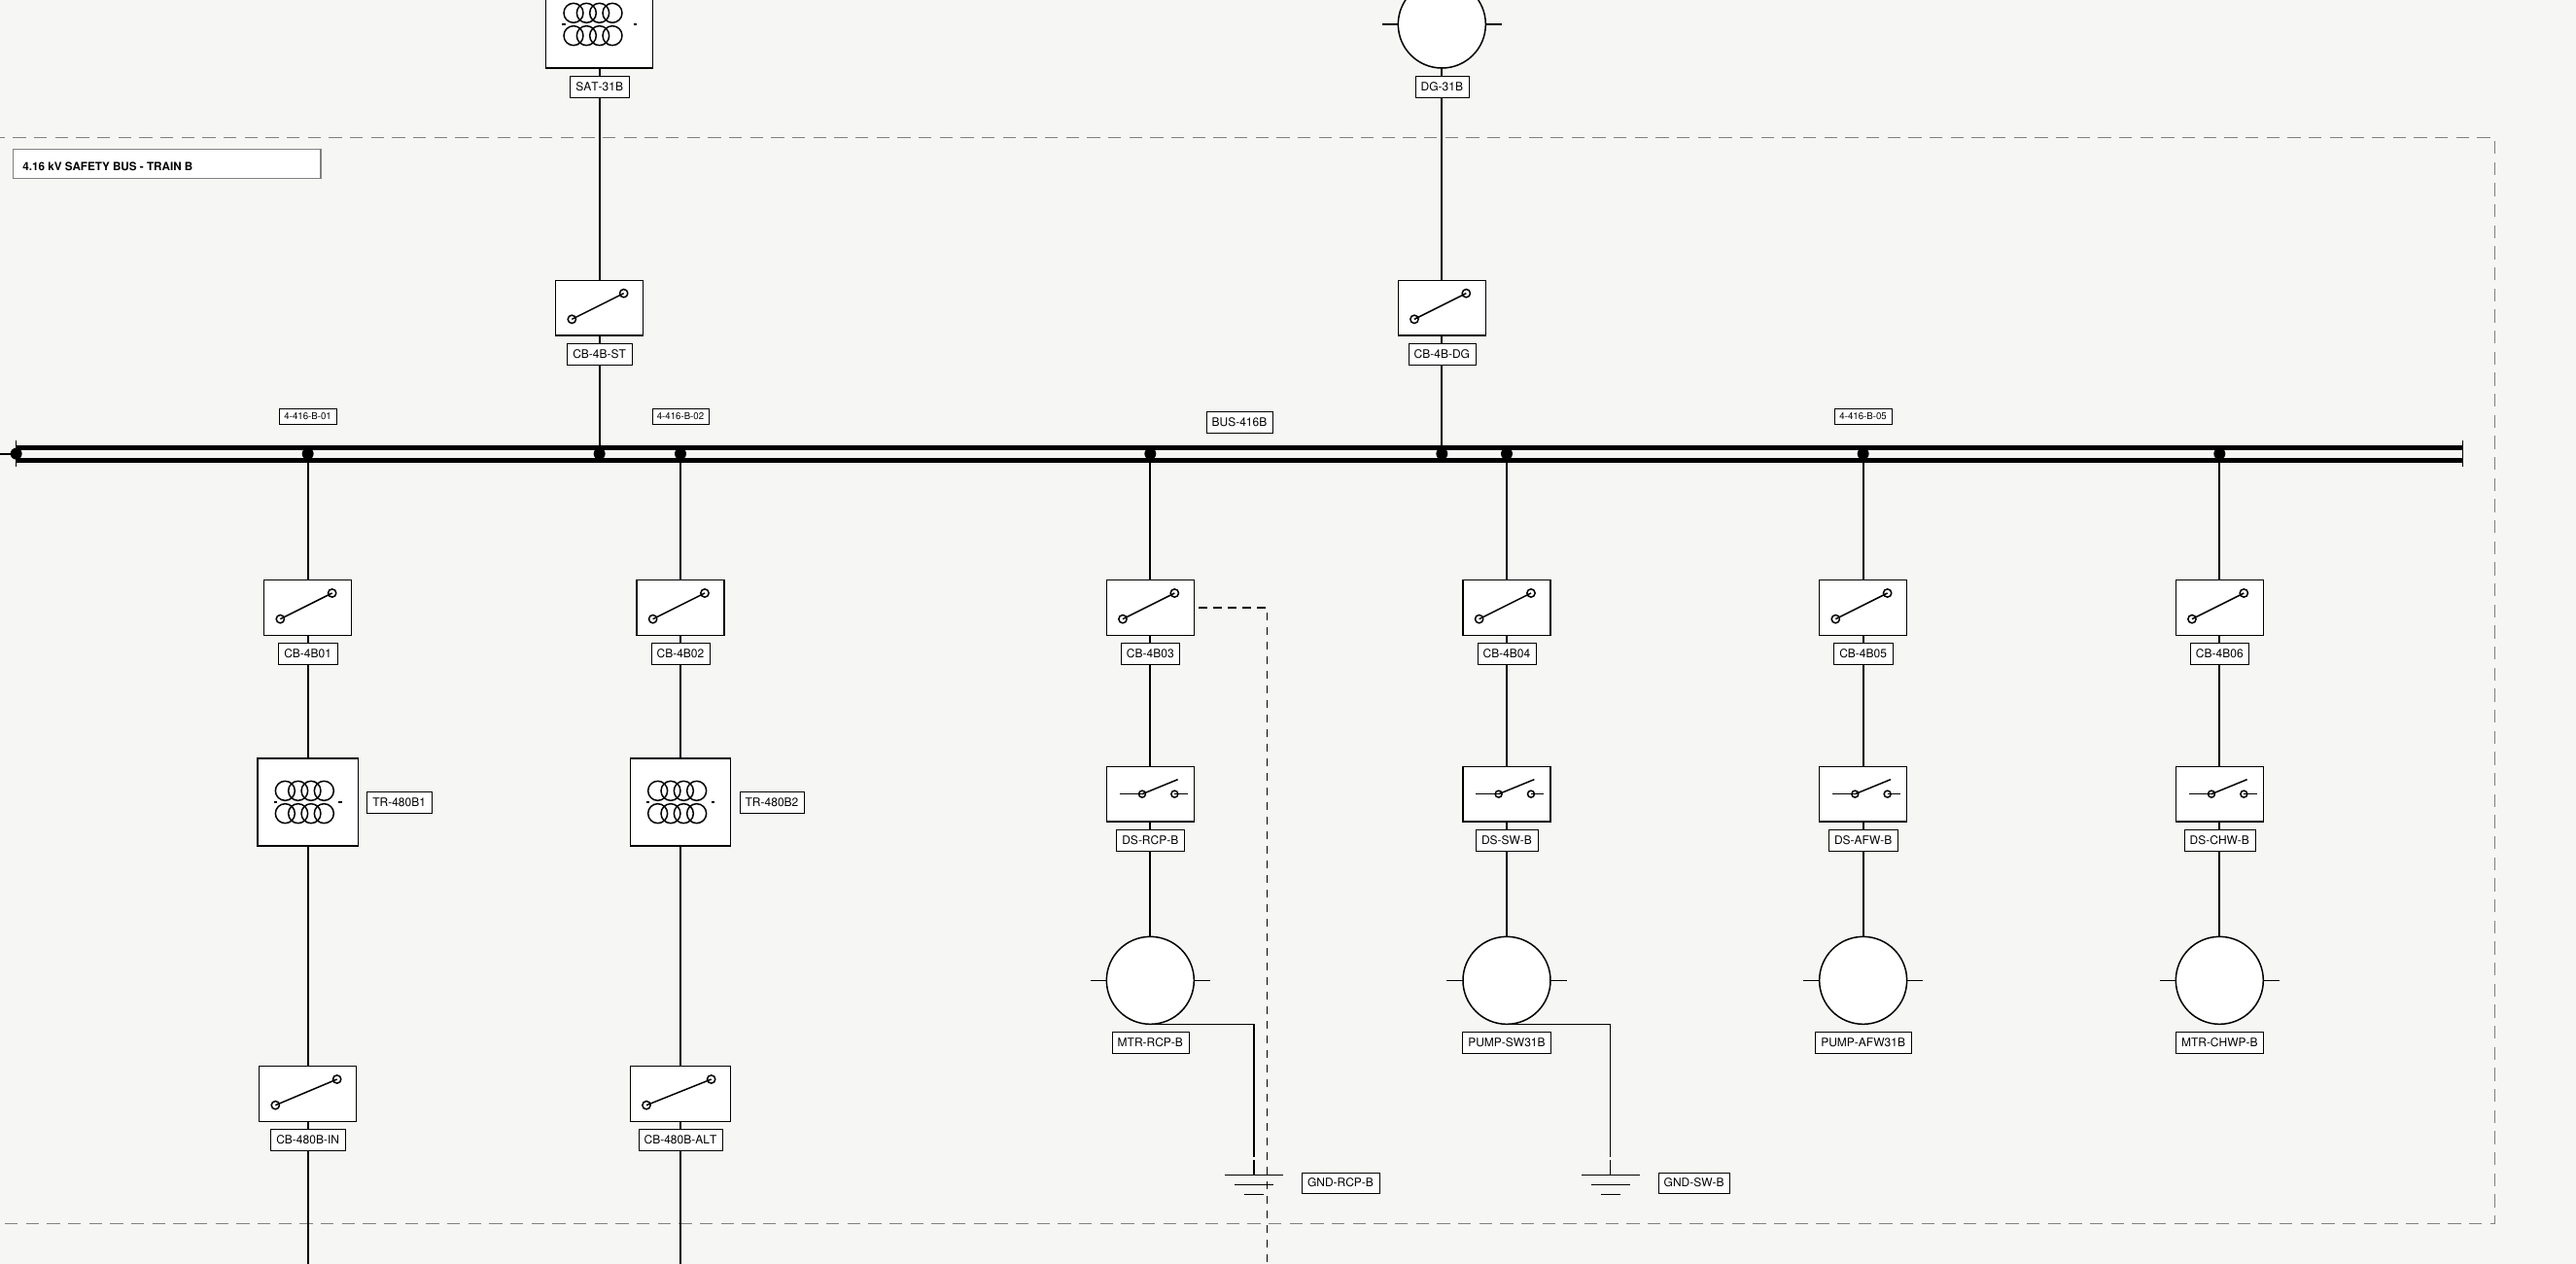 SAT-31B
DG-31B
4.16 kV SAFETY BUS - TRAIN B
CB-4B-ST
CB-4B-DG
4-416-B-01
4-416-B-02
BUS-416B
4-416-B-05
CB-4B01
CB-4B02
CB-4B03
CB-4B04
CB-4B05
CB-4B06
TR-480B1
TR-480B2
DS-RCP-B
DS-SW-B
DS-AFW-B
DS-CHW-B
MTR-RCP-B
PUMP-SW31B
PUMP-AFW31B
MTR-CHWP-B
CB-480B-IN
CB-480B-ALT
GND-RCP-B
GND-SW-B